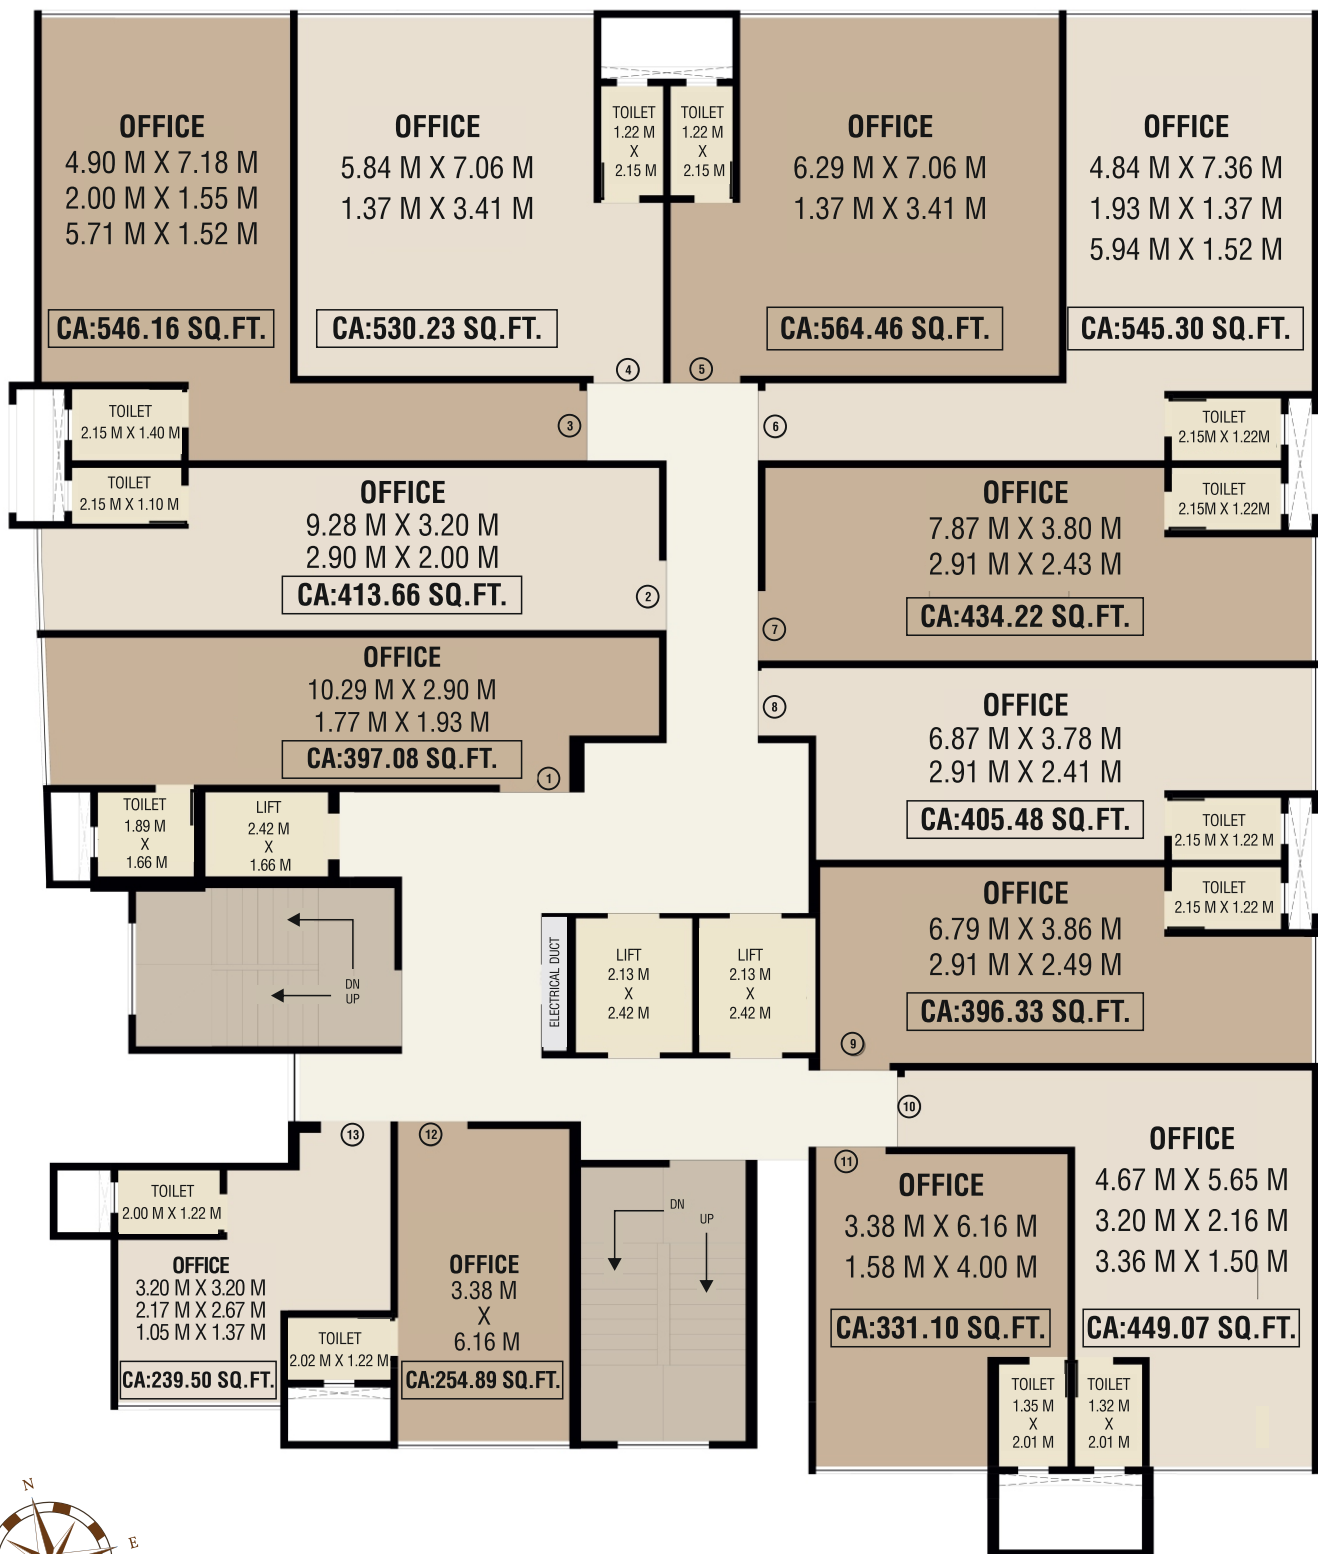 OFFICE
4.90 M X 7.18 M
2.00 M X 1.55 M
5.71 M X 1.52 M
CA:546.16 SQ.FT.
OFFICE
5.84 M X 7.06 M
1.37 M X 3.41 M
CA:530.23 SQ.FT.
TOILET
1.22 M
X
2.15 M
TOILET
1.22 M
X
2.15 M
OFFICE
6.29 M X 7.06 M
1.37 M X 3.41 M
CA:564.46 SQ.FT.
OFFICE
4.84 M X 7.36 M
1.93 M X 1.37 M
5.94 M X 1.52 M
CA:545.30 SQ.FT.
4
5
3
6
TOILET
2.15 M X 1.40 M
TOILET
2.15 M X 1.10 M
OFFICE
9.28 M X 3.20 M
2.90 M X 2.00 M
CA:413.66 SQ.FT.
2
TOILET
2.15M X 1.22M
TOILET
2.15M X 1.22M
OFFICE
7.87 M X 3.80 M
2.91 M X 2.43 M
CA:434.22 SQ.FT.
7
OFFICE
10.29 M X 2.90 M
1.77 M X 1.93 M
CA:397.08 SQ.FT.
1
8
OFFICE
6.87 M X 3.78 M
2.91 M X 2.41 M
CA:405.48 SQ.FT.
TOILET
2.15 M X 1.22 M
TOILET
1.89 M
X
1.66 M
LIFT
2.42 M
X
1.66 M
TOILET
2.15 M X 1.22 M
OFFICE
6.79 M X 3.86 M
2.91 M X 2.49 M
CA:396.33 SQ.FT.
9
DN
UP
ELECTRICAL DUCT
LIFT
2.13 M
X
2.42 M
LIFT
2.13 M
X
2.42 M
10
13
12
11
OFFICE
4.67 M X 5.65 M
3.20 M X 2.16 M
3.36 M X 1.50 M
CA:449.07 SQ.FT.
OFFICE
3.38 M X 6.16 M
1.58 M X 4.00 M
CA:331.10 SQ.FT.
TOILET
2.00 M X 1.22 M
OFFICE
3.20 M X 3.20 M
2.17 M X 2.67 M
1.05 M X 1.37 M
CA:239.50 SQ.FT.
TOILET
2.02 M X 1.22 M
OFFICE
3.38 M
X
6.16 M
CA:254.89 SQ.FT.
DN
UP
TOILET
1.35 M
X
2.01 M
TOILET
1.32 M
X
2.01 M
N
E